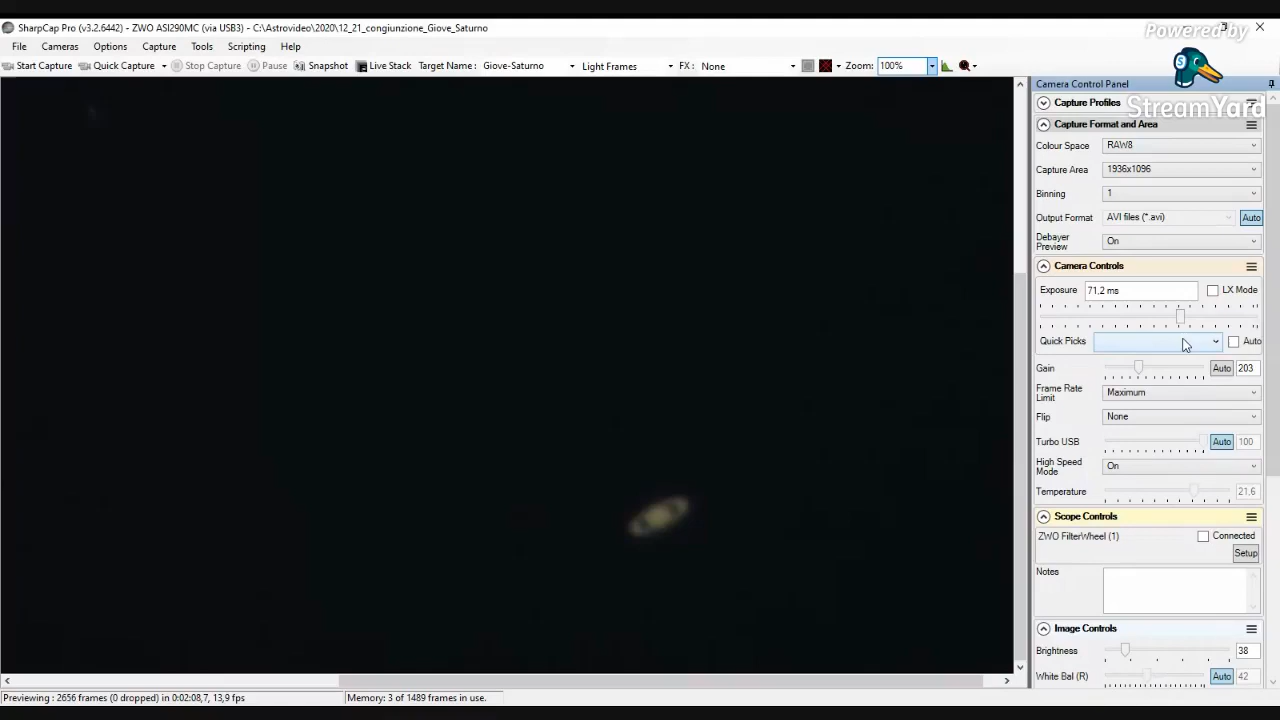 SharpCap Pro (v3.2.6442) - ZWO ASI290MC (via USB3) - C:\Astrovideo\2020\12_21_congiunzione_Giove_Saturno
Powered by
File Cameras Options Capture Tools Scripting Help
Start Capture Quick Capture Stop Capture Pause Snapshot Live Stack Target Name: Giove-Saturno Light Frames FX: None Zoom: 100%
StreamYard
Camera Control Panel
Capture Profiles
Capture Format and Area
Colour Space RAW8
Capture Area 1936x1096
Binning 1
Output Format AVI files (*.avi) Auto
Debayer Preview On
Camera Controls
Exposure 71,2 ms LX Mode
Quick Picks Auto
Gain Auto 203
Frame Rate Limit Maximum
Flip None
Turbo USB Auto 100
High Speed Mode On
Temperature 21,6
Scope Controls
ZWO FilterWheel (1) Connected
Setup
Notes
Image Controls
Brightness 38
White Bal (R) Auto 42
Previewing : 2656 frames (0 dropped) in 0:02:08,7, 13,9 fps Memory: 3 of 1489 frames in use.